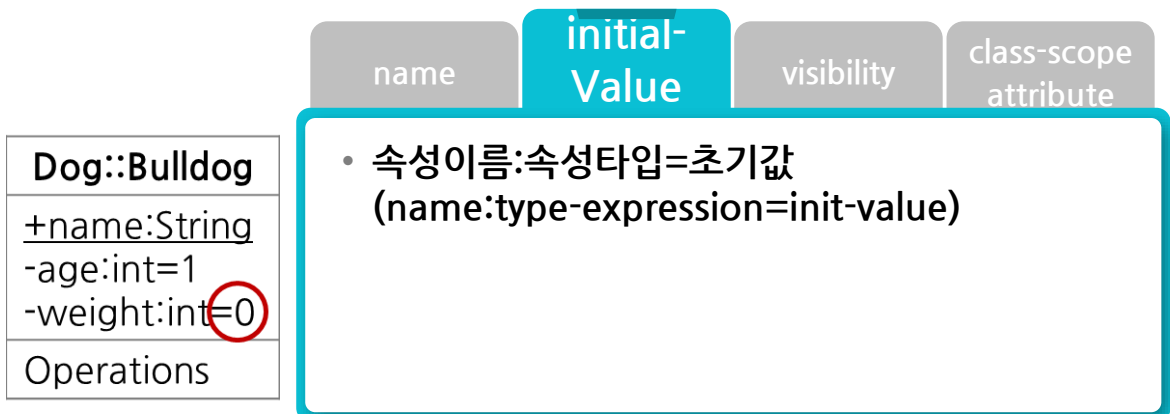 name
initial-
Value
visibility
class-scope
attribute
Dog::Bulldog
+name:String
-age:int=1
-weight:int=0
Operations
• 속성이름:속성타입=초기값
(name:type-expression=init-value)